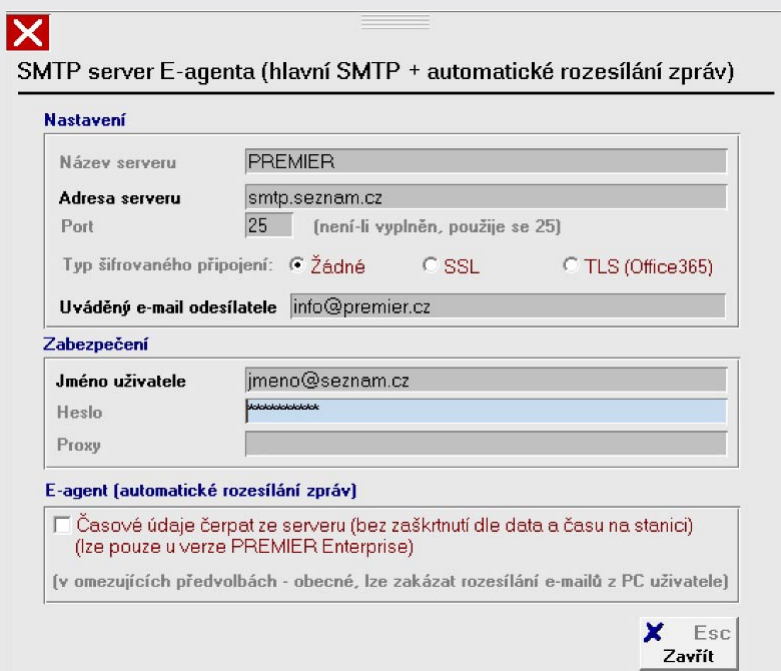 SMTP server E-agenta (hlavní SMTP + automatické rozesílání zpráv)
Nastavení
Název serveru PREMIER
Adresa serveru smtp.seznam.cz
Port 25 (není-li vyplněn, použije se 25)
Typ šifrovaného připojení: Žádné SSL TLS (Office365)
Uváděný e-mail odesílatele info@premier.cz
Zabezpečení
Jméno uživatele jmeno@seznam.cz
Heslo **********
Proxy
E-agent (automatické rozesílání zpráv)
Časové údaje čerpat ze serveru (bez zaškrtnutí dle data a času na stanici)
(lze pouze u verze PREMIER Enterprise)
(v omezujících předvolbách - obecné, lze zakázat rozesílání e-mailů z PC uživatele)
Esc
Zavřít